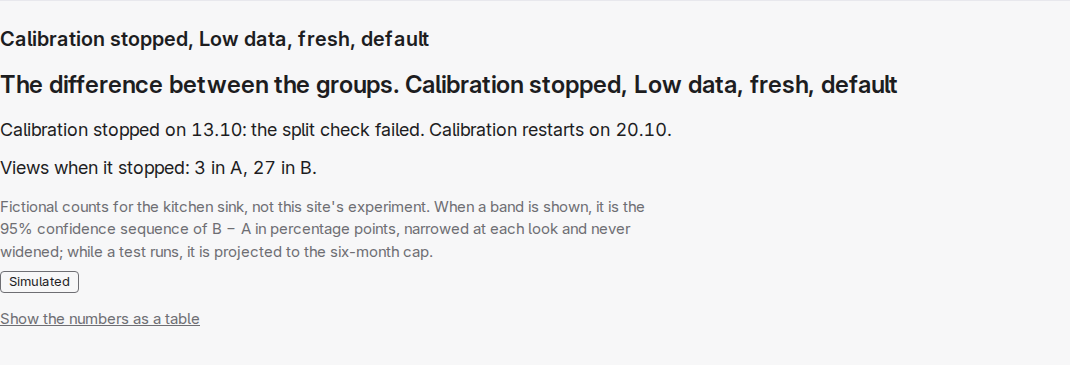 Calibration stopped, Low data, fresh, default
The difference between the groups. Calibration stopped, Low data, fresh, default
Calibration stopped on 13.10: the split check failed. Calibration restarts on 20.10.
Views when it stopped: 3 in A, 27 in B.
Fictional counts for the kitchen sink, not this site's experiment. When a band is shown, it is the
95% confidence sequence of B − A in percentage points, narrowed at each look and never
widened; while a test runs, it is projected to the six-month cap.
Simulated
Show the numbers as a table